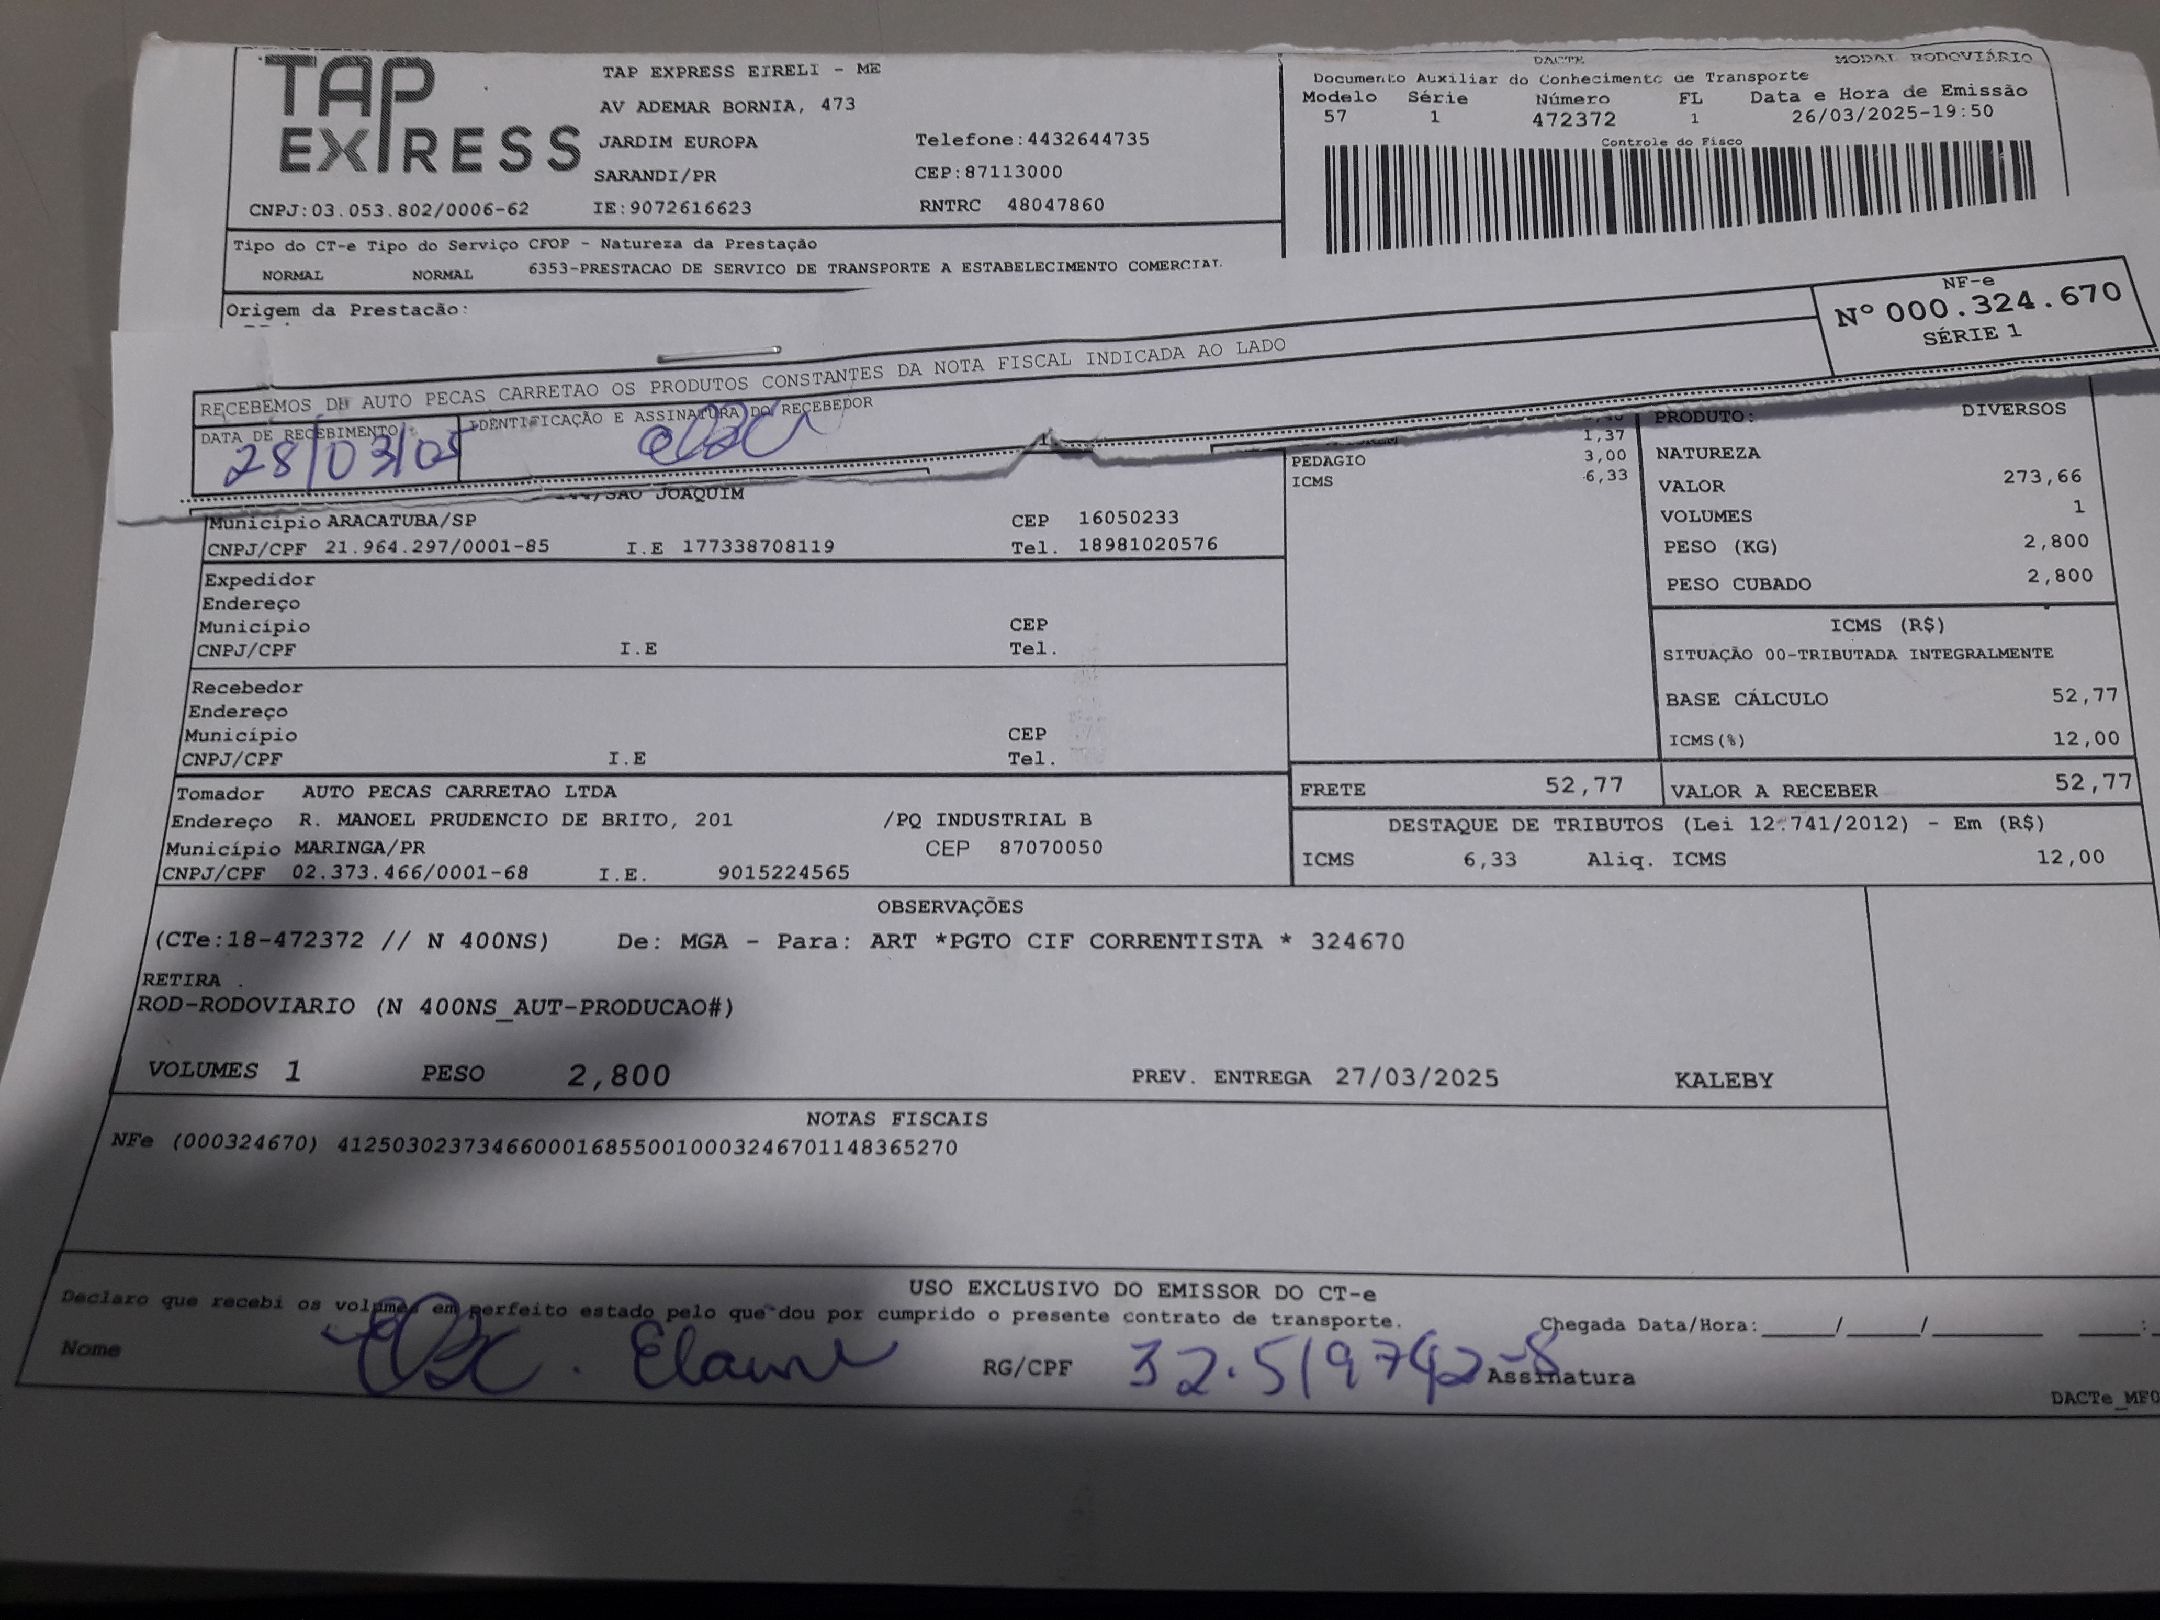 TAP EXPRESS
TAP EXPRESS EIRELI - ME
AV ADEMAR BORNIA, 473
JARDIM EUROPA Telefone:4432644735
SARANDI/PR CEP:87113000
CNPJ:03.053.802/0006-62 IE:9072616623 RNTRC 48047860
DACTE MODAL RODOVIÁRIO
Documento Auxiliar do Conhecimento de Transporte
Modelo Série Número FL Data e Hora de Emissão
57 1 472372 1 26/03/2025-19:50
Controle do Fisco
Tipo do CT-e Tipo do Serviço CFOP - Natureza da Prestação
NORMAL NORMAL 6353-PRESTACAO DE SERVICO DE TRANSPORTE A ESTABELECIMENTO COMERCIAL
Origem da Prestação:
NF-e
Nº 000.324.670
SÉRIE 1
RECEBEMOS DE AUTO PECAS CARRETAO OS PRODUTOS CONSTANTES DA NOTA FISCAL INDICADA AO LADO
DATA DE RECEBIMENTO IDENTIFICAÇÃO E ASSINATURA DO RECEBEDOR
28/03/05
/SAO JOAQUIM
Município ARACATUBA/SP CEP 16050233
CNPJ/CPF 21.964.297/0001-85 I.E 177338708119 Tel. 18981020576
Expedidor
Endereço
Município CEP
CNPJ/CPF I.E Tel.
Recebedor
Endereço
Município CEP
CNPJ/CPF I.E Tel.
Tomador AUTO PECAS CARRETAO LTDA
Endereço R. MANOEL PRUDENCIO DE BRITO, 201 /PQ INDUSTRIAL B
Município MARINGA/PR CEP 87070050
CNPJ/CPF 02.373.466/0001-68 I.E. 9015224565
1,37
PEDAGIO 3,00
ICMS 6,33
PRODUTO: DIVERSOS
NATUREZA
VALOR 273,66
VOLUMES 1
PESO (KG) 2,800
PESO CUBADO 2,800
ICMS (R$)
SITUAÇÃO 00-TRIBUTADA INTEGRALMENTE
BASE CÁLCULO 52,77
ICMS(%) 12,00
FRETE 52,77 VALOR A RECEBER 52,77
DESTAQUE DE TRIBUTOS (Lei 12.741/2012) - Em (R$)
ICMS 6,33 Aliq. ICMS 12,00
OBSERVAÇÕES
(CTe:18-472372 // N 400NS) De: MGA - Para: ART *PGTO CIF CORRENTISTA * 324670
RETIRA .
ROD-RODOVIARIO (N 400NS_AUT-PRODUCAO#)
VOLUMES 1 PESO 2,800 PREV. ENTREGA 27/03/2025 KALEBY
NOTAS FISCAIS
NFe (000324670) 41250302373466000168550010003246701148365270
USO EXCLUSIVO DO EMISSOR DO CT-e
Declaro que recebi os volumes em perfeito estado pelo que dou por cumprido o presente contrato de transporte.
Chegada Data/Hora:_____/_____/________ ____:
Nome Elaine RG/CPF 32.519742-8 Assinatura
DACTe_MF0